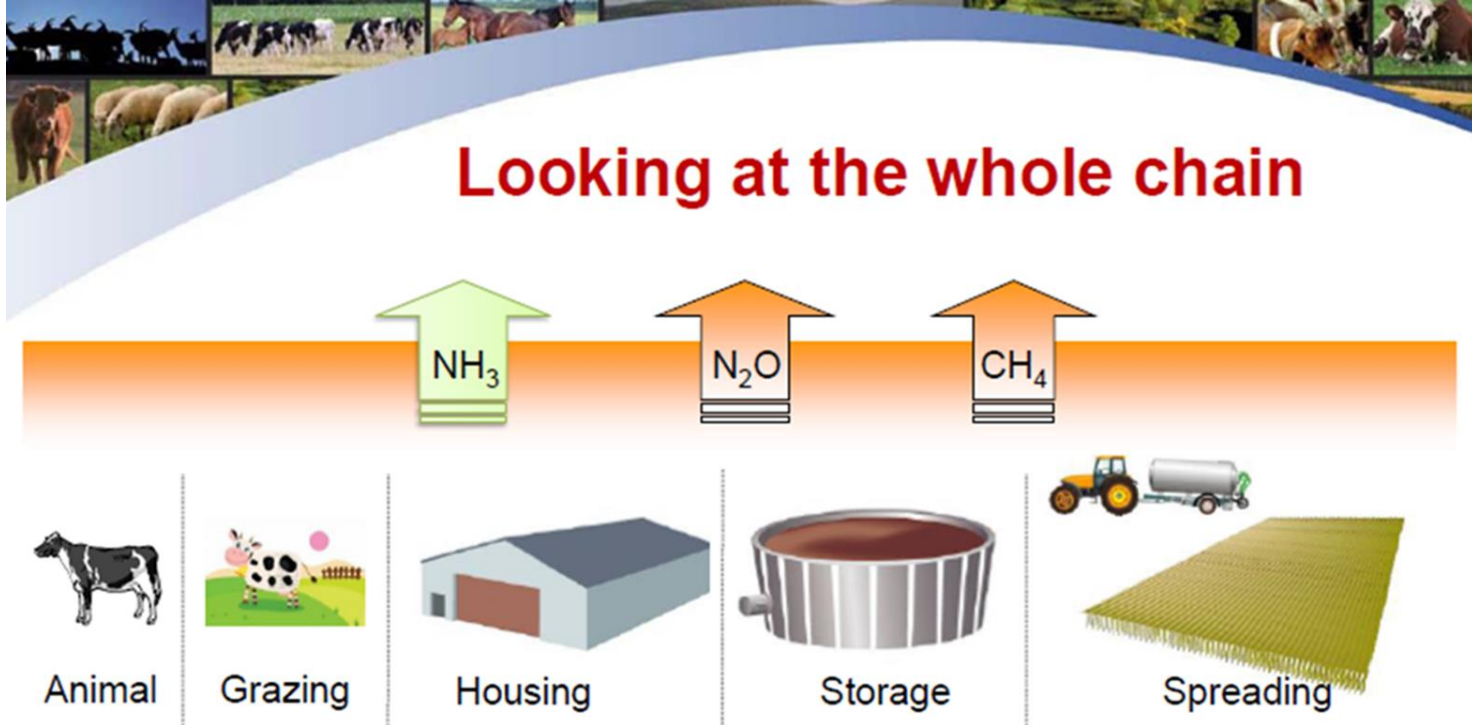 Looking at the whole chain
NH₃ N₂O CH₄
Animal Grazing Housing Storage Spreading